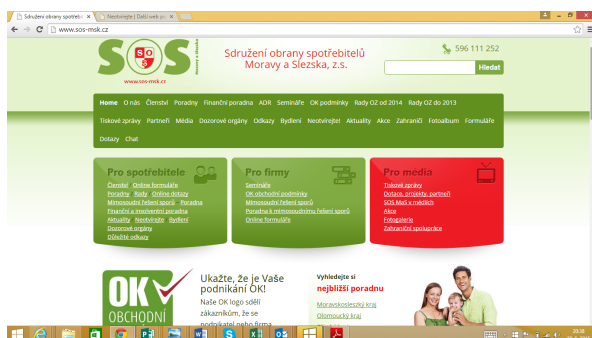 Sdružení obrany spotřebit
Neotvírejte | Další web po
www.sos-msk.cz
SOS
Moravy a Slezska
www.sos-msk.cz
Sdružení obrany spotřebitelů
Moravy a Slezska, z.s.
596 111 252
Hledat
Home O nás Členství Poradny Finanční poradna ADR Semináře OK podmínky Rady OZ od 2014 Rady OZ do 2013
Tiskové zprávy Partneři Média Dozorové orgány Odkazy Bydlení Neotvírejte! Aktuality Akce Zahraničí Fotoalbum Formuláře
Dotazy Chat
Pro spotřebitele
Členství Online formuláře
Poradny Rady Online dotazy
Mimosoudní řešení sporů Poradna
Finanční a insolvenční poradna
Aktuality Neotvírejte Bydlení
Dozorové orgány
Důležité odkazy
Pro firmy
Semináře
OK obchodní podmínky
Mimosoudní řešení sporů
Poradna k mimosoudnímu řešení sporů
Online formuláře
Pro média
Tiskové zprávy
Dotace, projekty, partneři
SOS MaS v médiích
Akce
Fotogalerie
Zahraniční spolupráce
OK
OBCHODNÍ
Ukažte, že je Vaše
podnikání OK!
Naše OK logo sdělí
zákazníkům, že se
podnikatel nebo firma
Vyhledejte si
nejbližší poradnu
Moravskoslezský kraj
Olomoucký kraj